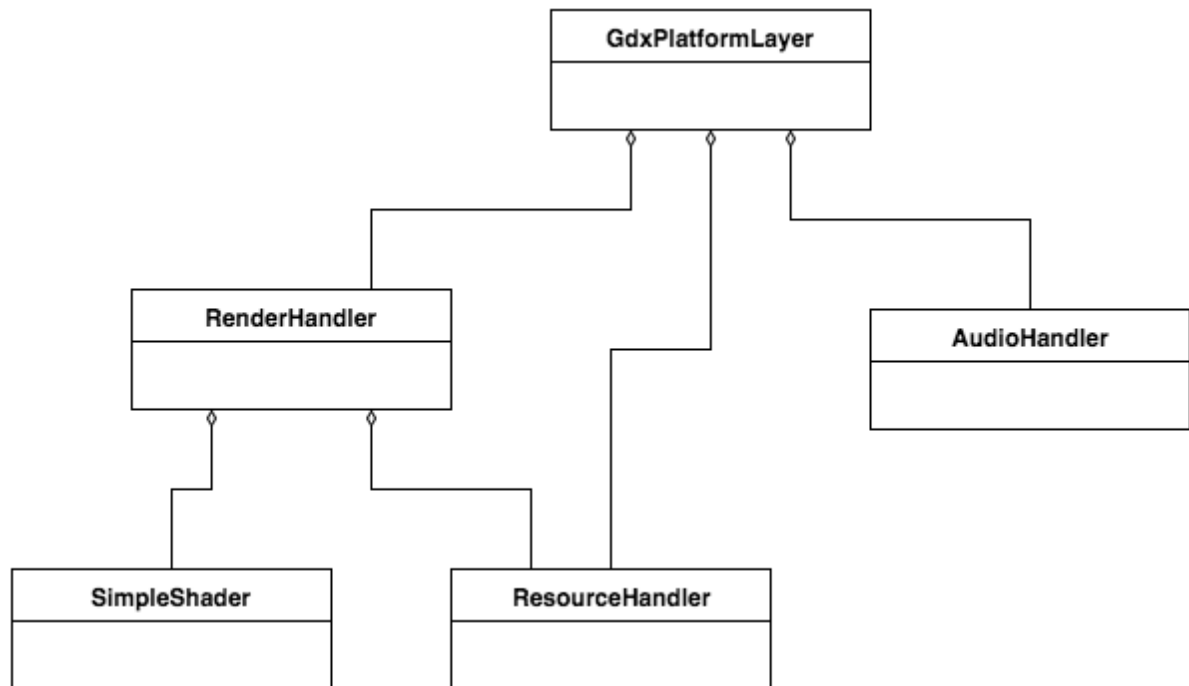 GdxPlatformLayer
RenderHandler
AudioHandler
SimpleShader
ResourceHandler